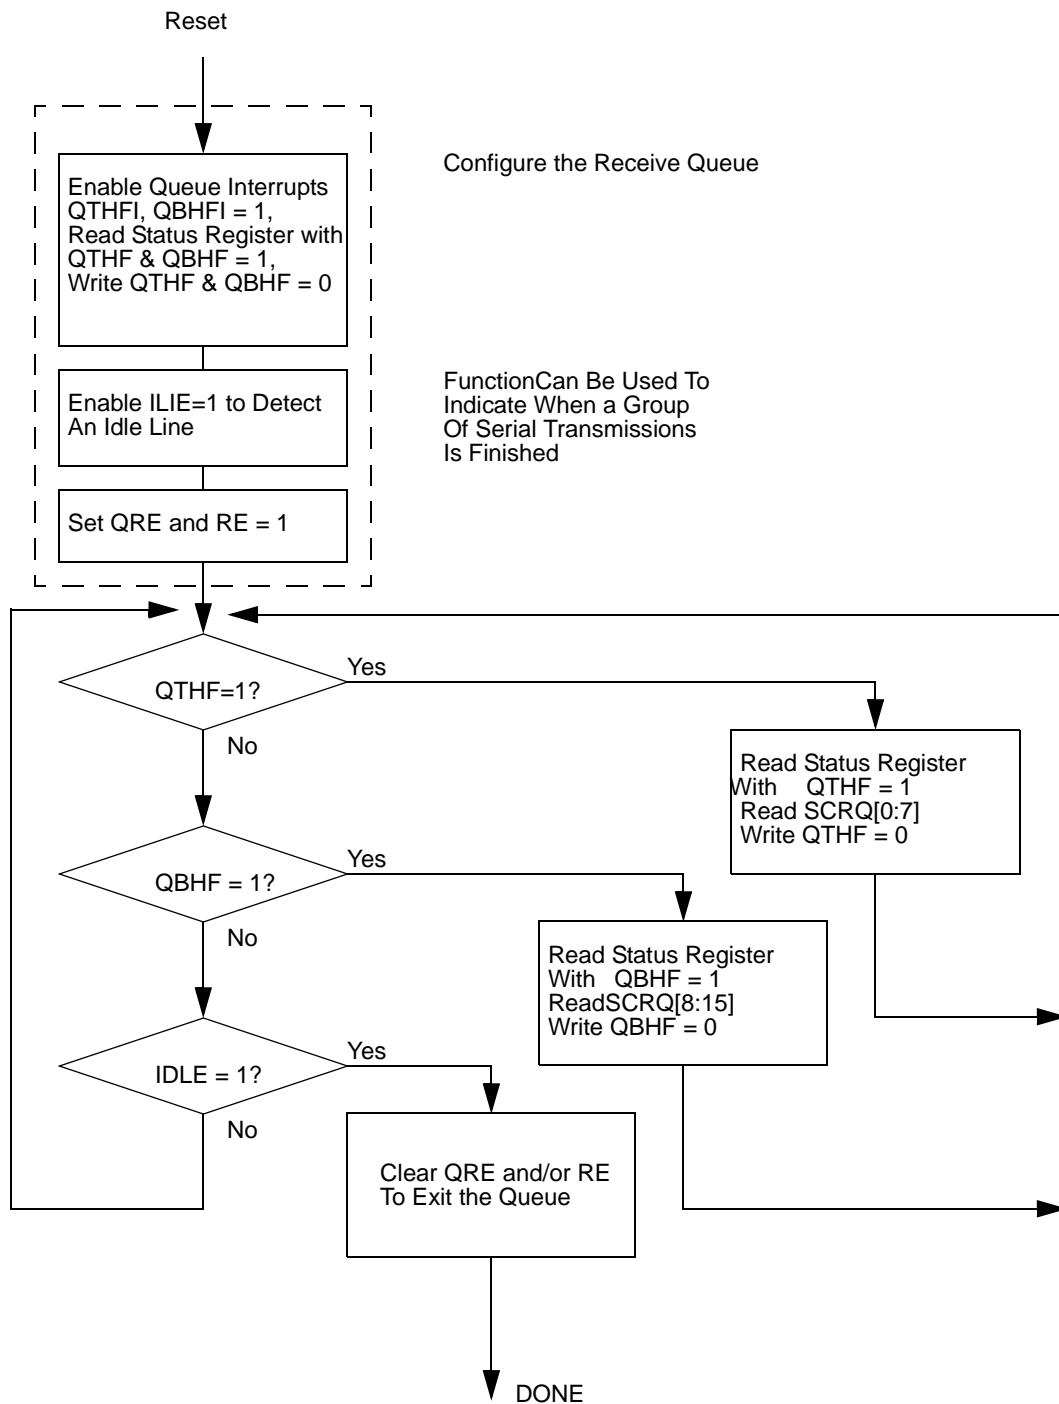 Reset
Configure the Receive Queue
Enable Queue Interrupts
QTHFI, QBHFI = 1,
Read Status Register with
QTHF & QBHF = 1,
Write QTHF & QBHF = 0
Enable ILIE=1 to Detect
An Idle Line
FunctionCan Be Used To
Indicate When a Group
Of Serial Transmissions
Is Finished
Set QRE and RE = 1
QTHF=1?
Yes
No
Read Status Register
With QTHF = 1
Read SCRQ[0:7]
Write QTHF = 0
QBHF = 1?
Yes
No
Read Status Register
With QBHF = 1
ReadSCRQ[8:15]
Write QBHF = 0
IDLE = 1?
Yes
No
Clear QRE and/or RE
To Exit the Queue
DONE